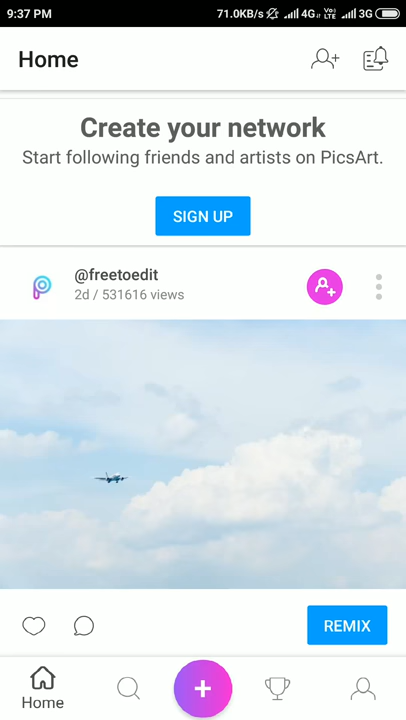 9:37 PM 71.0KB/s 4G Vo) LTE 3G
Home
Create your network
Start following friends and artists on PicsArt.
SIGN UP
@freetoedit
2d / 531616 views
REMIX
Home